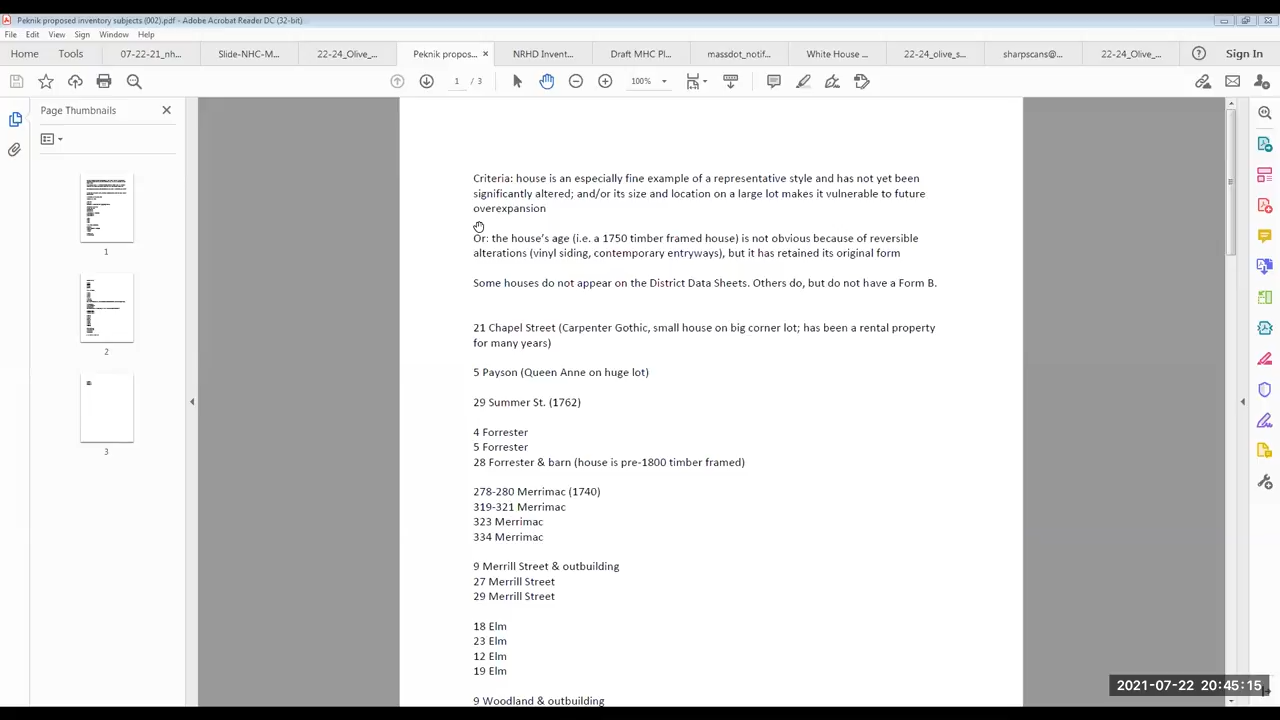 Peknik proposed inventory subjects (002).pdf - Adobe Acrobat Reader DC (32-bit)
File Edit View Sign Window Help
Home Tools 07-22-21_nh... Slide-NHC-M... 22-24_Olive_... Peknik propos... × NRHD Invent... Draft MHC Pl... massdot_notif... White House ... 22-24_olive_s... sharpscans@... 22-24_Olive_... Sign In
1 / 3 100%
Page Thumbnails
1
2
3
Criteria: house is an especially fine example of a representative style and has not yet been
significantly altered; and/or its size and location on a large lot makes it vulnerable to future
overexpansion
Or: the house's age (i.e. a 1750 timber framed house) is not obvious because of reversible
alterations (vinyl siding, contemporary entryways), but it has retained its original form
Some houses do not appear on the District Data Sheets. Others do, but do not have a Form B.
21 Chapel Street (Carpenter Gothic, small house on big corner lot; has been a rental property
for many years)
5 Payson (Queen Anne on huge lot)
29 Summer St. (1762)
4 Forrester
5 Forrester
28 Forrester & barn (house is pre-1800 timber framed)
278-280 Merrimac (1740)
319-321 Merrimac
323 Merrimac
334 Merrimac
9 Merrill Street & outbuilding
27 Merrill Street
29 Merrill Street
18 Elm
23 Elm
12 Elm
19 Elm
9 Woodland & outbuilding
2021-07-22 20:45:15